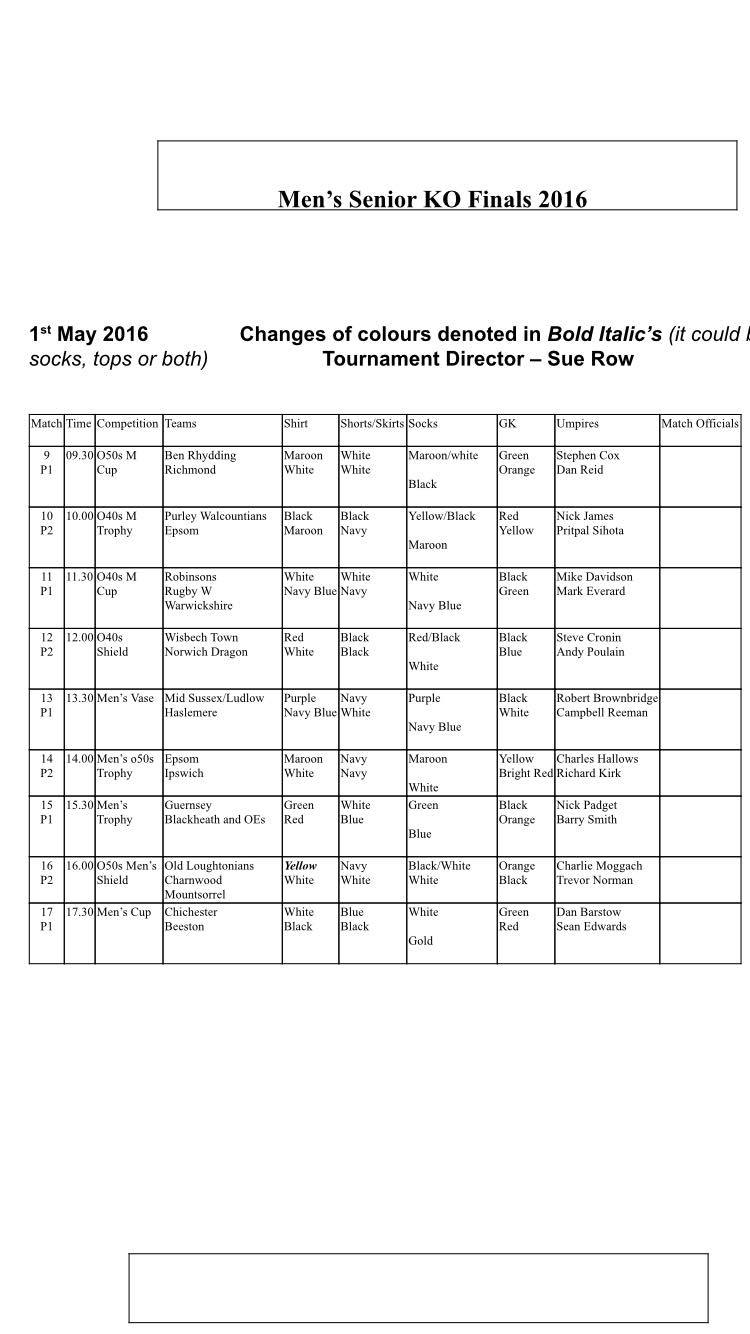 Men’s Senior KO Finals 2016
1st May 2016 Changes of colours denoted in Bold Italic’s (it could b
socks, tops or both) Tournament Director – Sue Row
Match Time Competition Teams Shirt Shorts/Skirts Socks GK Umpires Match Officials
9 09.30 O50s M Ben Rhydding Maroon White Maroon/white Green Stephen Cox
P1 Cup Richmond White White Orange Dan Reid
Black
10 10.00 O40s M Purley Walcountians Black Black Yellow/Black Red Nick James
P2 Trophy Epsom Maroon Navy Yellow Pritpal Sihota
Maroon
11 11.30 O40s M Robinsons White White White Black Mike Davidson
P1 Cup Rugby W Navy Blue Navy Green Mark Everard
Warwickshire Navy Blue
12 12.00 O40s Wisbech Town Red Black Red/Black Black Steve Cronin
P2 Shield Norwich Dragon White Black Blue Andy Poulain
White
13 13.30 Men’s Vase Mid Sussex/Ludlow Purple Navy Purple Black Robert Brownbridge
P1 Haslemere Navy Blue White White Campbell Reeman
Navy Blue
14 14.00 Men’s o50s Epsom Maroon Navy Maroon Yellow Charles Hallows
P2 Trophy Ipswich White Navy Bright Red Richard Kirk
White
15 15.30 Men’s Guernsey Green White Green Black Nick Padget
P1 Trophy Blackheath and OEs Red Blue Orange Barry Smith
Blue
16 16.00 O50s Men’s Old Loughtonians Yellow Navy Black/White Orange Charlie Moggach
P2 Shield Charnwood White White White Black Trevor Norman
Mountsorrel
17 17.30 Men’s Cup Chichester White Blue White Green Dan Barstow
P1 Beeston Black Black Red Sean Edwards
Gold